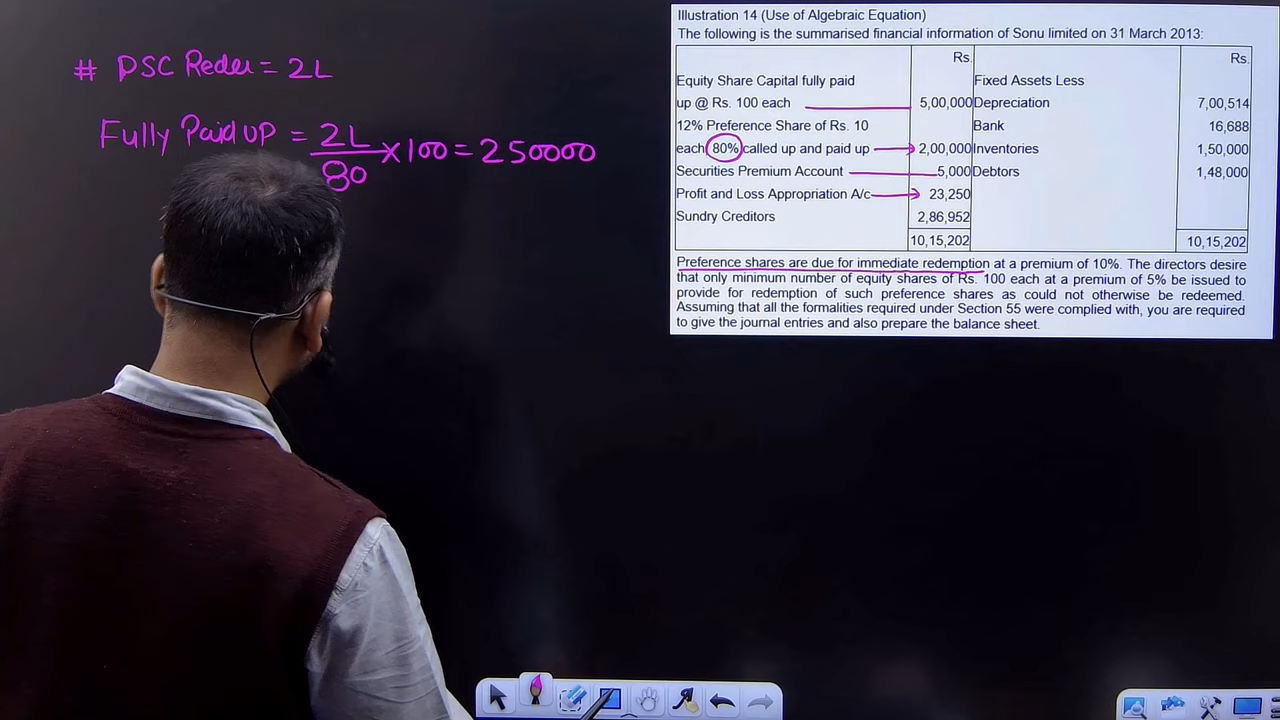 # PSC Redem = 2L
Fully Paid up = 2L/80 × 100 = 250000
Illustration 14 (Use of Algebraic Equation)
The following is the summarised financial information of Sonu limited on 31 March 2013:
Rs. Rs.
Equity Share Capital fully paid Fixed Assets Less
up @ Rs. 100 each 5,00,000 Depreciation 7,00,514
12% Preference Share of Rs. 10 Bank 16,688
each 80% called up and paid up 2,00,000 Inventories 1,50,000
Securities Premium Account 5,000 Debtors 1,48,000
Profit and Loss Appropriation A/c 23,250
Sundry Creditors 2,86,952
10,15,202 10,15,202
Preference shares are due for immediate redemption at a premium of 10%. The directors desire
that only minimum number of equity shares of Rs. 100 each at a premium of 5% be issued to
provide for redemption of such preference shares as could not otherwise be redeemed.
Assuming that all the formalities required under Section 55 were complied with, you are required
to give the journal entries and also prepare the balance sheet.